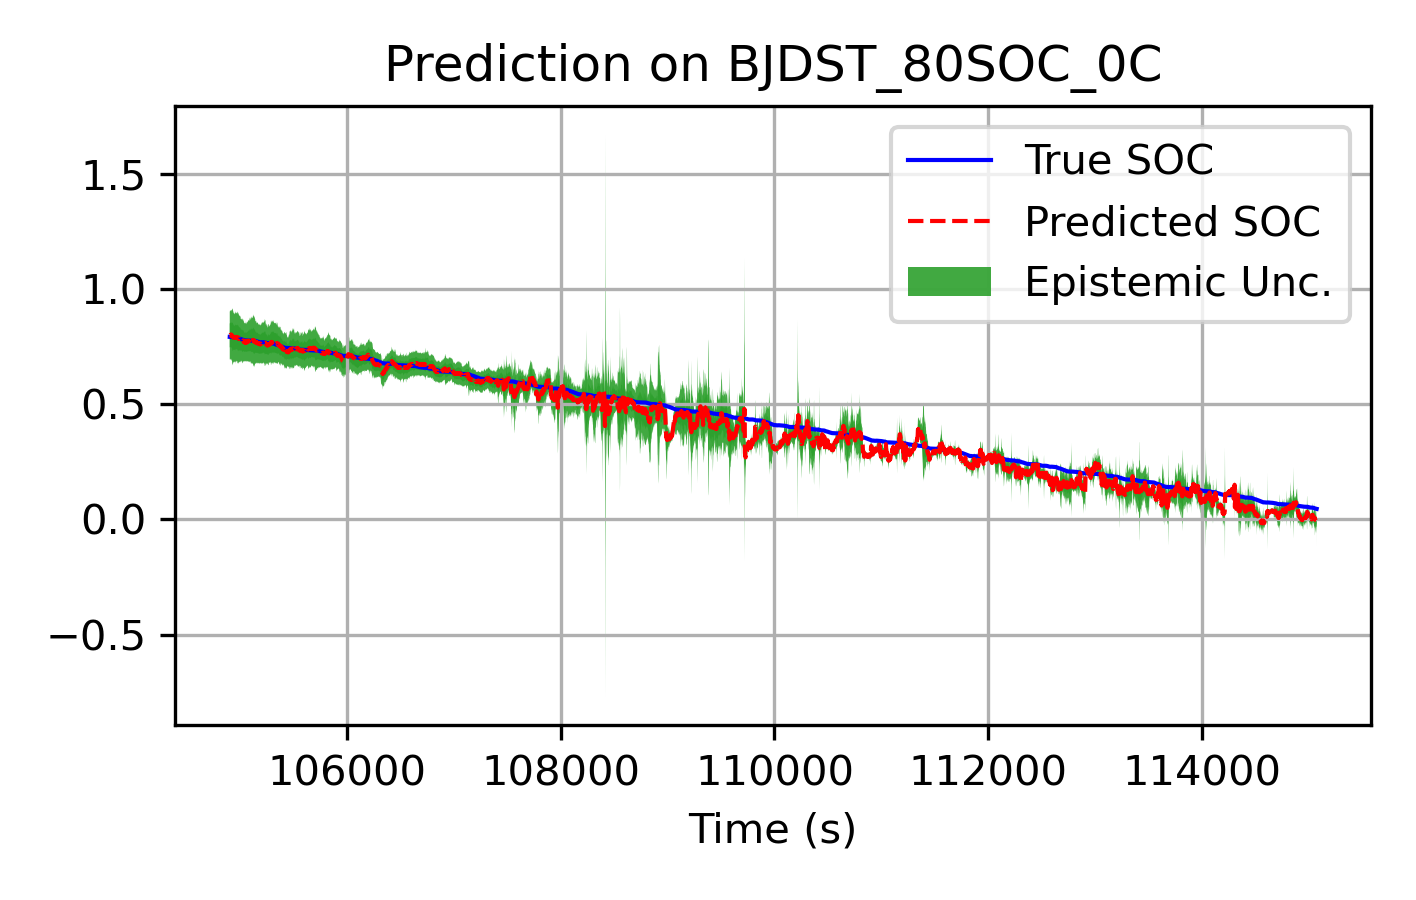 Prediction on BJDST_80SOC_0C
True SOC
Predicted SOC
Epistemic Unc.
1.5
1.0
0.5
0.0
−0.5
106000 108000 110000 112000 114000
Time (s)